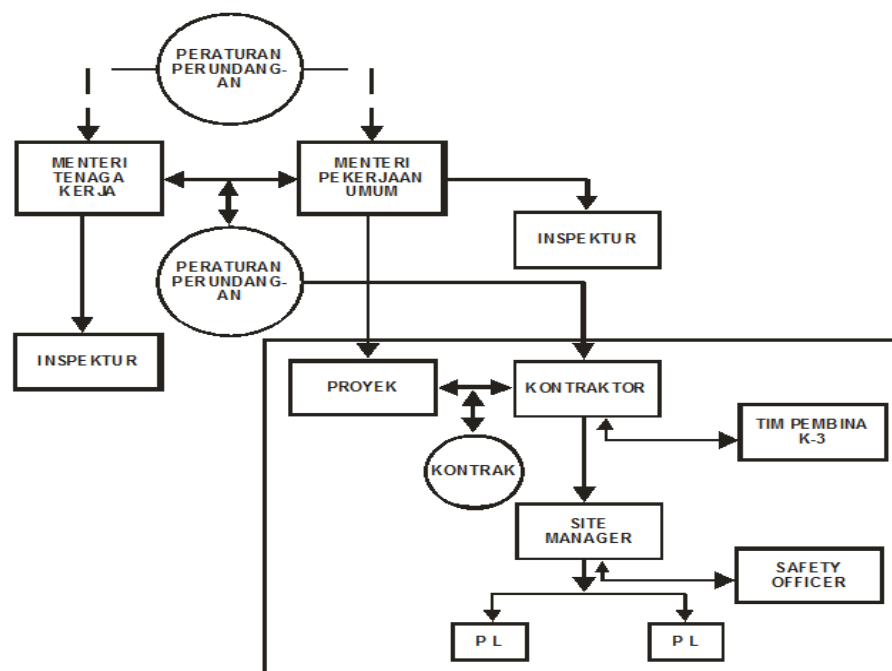 PERATURAN
PERUNDANG-
AN
MENTERI
TENAGA
KERJA
MENTERI
PEKERJAAN
UMUM
INSPEKTUR
PERATURAN
PERUNDANG-
AN
INSPEKTUR
PROYEK
KONTRAKTOR
TIM PEMBINA
K-3
KONTRAK
SITE
MANAGER
SAFETY
OFFICER
P L
P L